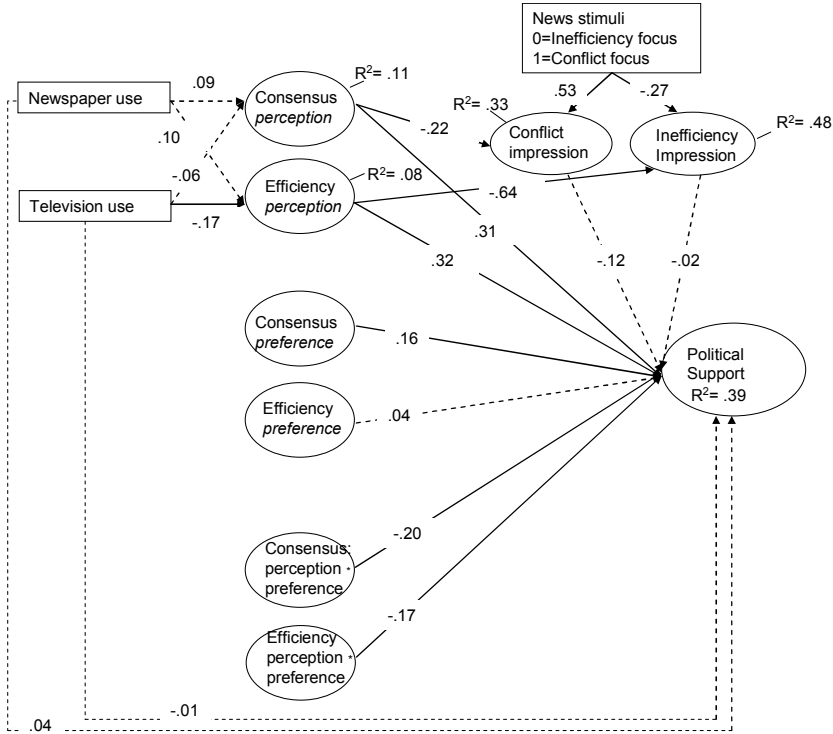 News stimuli
0=Inefficiency focus
1=Conflict focus
.53
-.27
Newspaper use
.09
.10
Consensus
perception
R²= .11
-.22
R²= .33
Conflict
impression
Inefficiency
Impression
R²= .48
-.06
Television use
-.17
Efficiency
perception
R²= .08
-.64
.31
.32
-.12
-.02
Consensus
preference
.16
Efficiency
preference
.04
Political
Support
R²= .39
Consensus:
perception *
preference
-.20
Efficiency
perception *
preference
-.17
-.01
.04